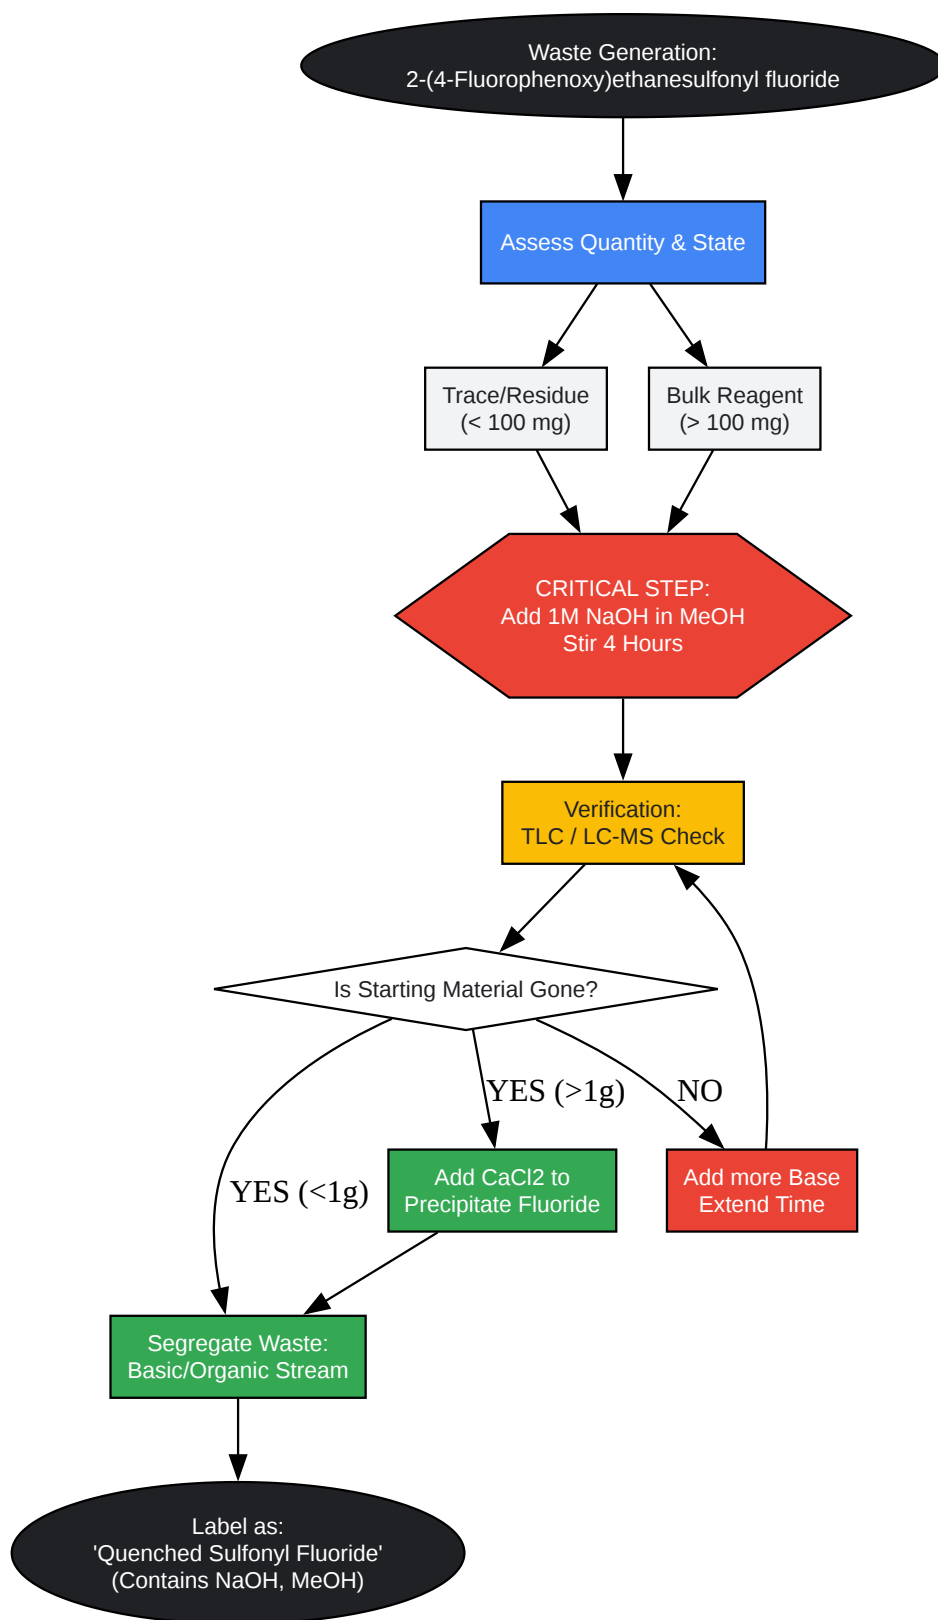 Waste Generation:
2-(4-Fluorophenoxy)ethanesulfonyl fluoride
Assess Quantity & State
Trace/Residue
(< 100 mg)
Bulk Reagent
(> 100 mg)
CRITICAL STEP:
Add 1M NaOH in MeOH
Stir 4 Hours
Verification:
TLC / LC-MS Check
Is Starting Material Gone?
YES (>1g)
NO
YES (<1g)
Add CaCl2 to
Precipitate Fluoride
Add more Base
Extend Time
Segregate Waste:
Basic/Organic Stream
Label as:
'Quenched Sulfonyl Fluoride'
(Contains NaOH, MeOH)